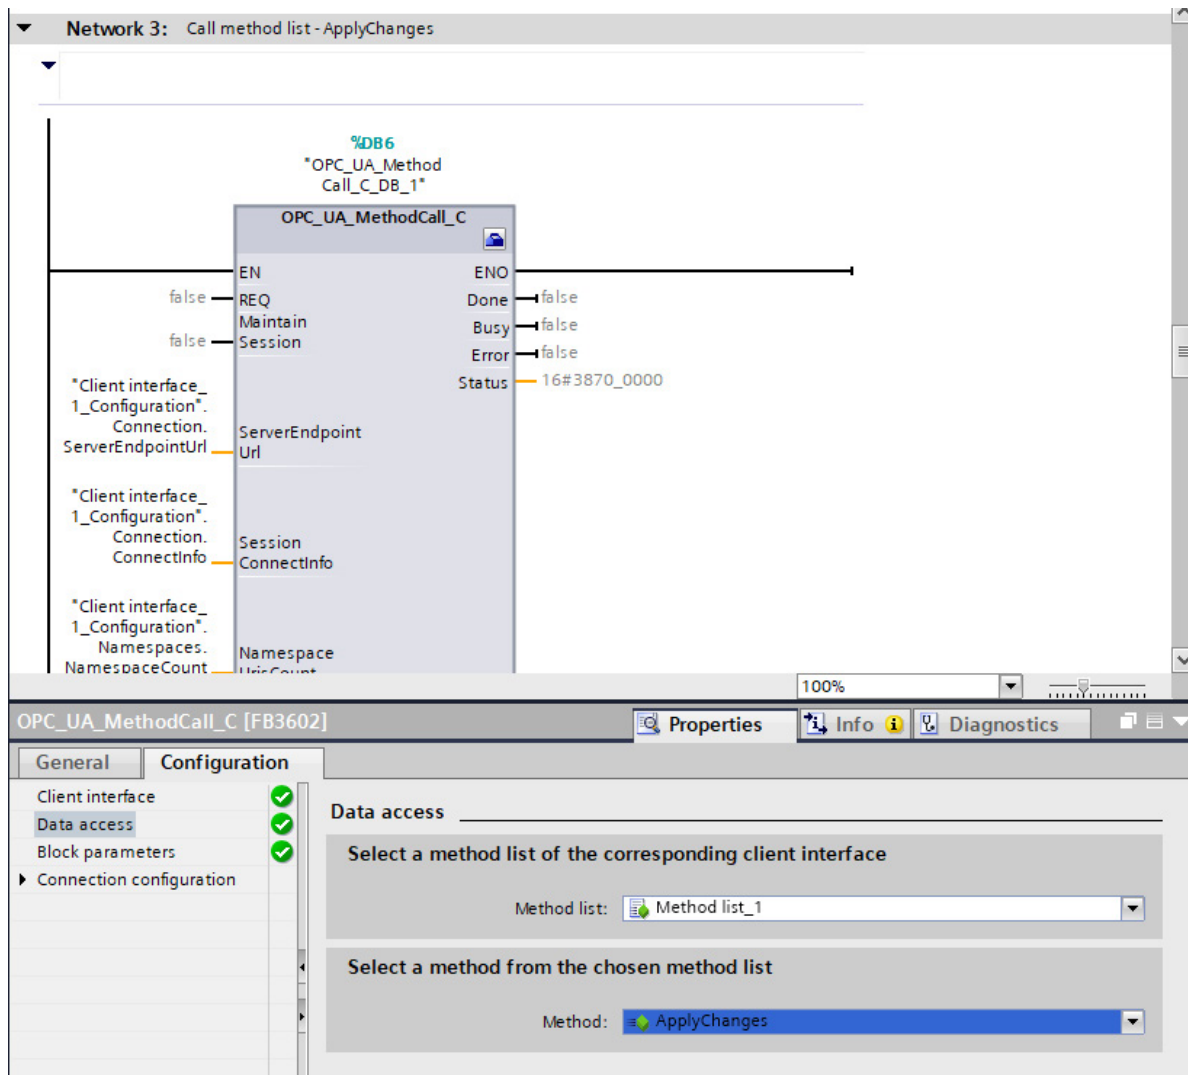 Network 3: Call method list - ApplyChanges
%DB6
"OPC_UA_Method
Call_C_DB_1"
OPC_UA_MethodCall_C
EN ENO
false REQ Done false
Maintain
Session
false Busy false
Error false
Status 16#3870_0000
"Client interface_
1_Configuration".
Connection.
ServerEndpointUrl
ServerEndpoint
Url
"Client interface_
1_Configuration".
Connection.
ConnectInfo
Session
ConnectInfo
"Client interface_
1_Configuration".
Namespaces.
NamespaceCount
Namespace
UrisCount
100%
OPC_UA_MethodCall_C [FB3602] Properties Info Diagnostics
General Configuration
Client interface
Data access
Block parameters
Connection configuration
Data access
Select a method list of the corresponding client interface
Method list: Method list_1
Select a method from the chosen method list
Method: ApplyChanges